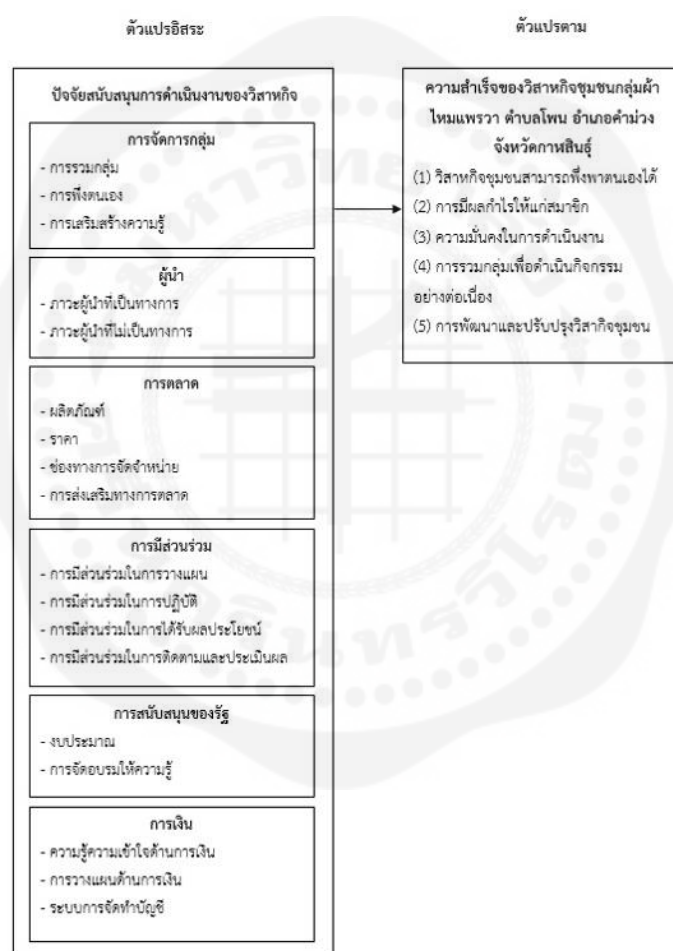 ตัวแปรอิสระ
ตัวแปรตาม
ปัจจัยสนับสนุนการดำเนินงานของวิสาหกิจ
การจัดการกลุ่ม
- การรวมกลุ่ม
- การพึ่งตนเอง
- การเสริมสร้างความรู้
ผู้นำ
- ภาวะผู้นำที่เป็นทางการ
- ภาวะผู้นำที่ไม่เป็นทางการ
การตลาด
- ผลิตภัณฑ์
- ราคา
- ช่องทางการจัดจำหน่าย
- การส่งเสริมทางการตลาด
การมีส่วนร่วม
- การมีส่วนร่วมในการวางแผน
- การมีส่วนร่วมในการปฏิบัติ
- การมีส่วนร่วมในการได้รับผลประโยชน์
- การมีส่วนร่วมในการติดตามและประเมินผล
การสนับสนุนของรัฐ
- งบประมาณ
- การจัดอบรมให้ความรู้
การเงิน
- ความรู้ความเข้าใจด้านการเงิน
- การวางแผนด้านการเงิน
- ระบบการจัดทำบัญชี
ความสำเร็จของวิสาหกิจชุมชนกลุ่มผ้า
ไหมแพรวา ตำบลโพน อำเภอคำม่วง
จังหวัดกาฬสินธุ์
(1) วิสาหกิจชุมชนสามารถพึ่งพาตนเองได้
(2) การมีผลกำไรให้แก่สมาชิก
(3) ความมั่นคงในการดำเนินงาน
(4) การรวมกลุ่มเพื่อดำเนินกิจกรรม
อย่างต่อเนื่อง
(5) การพัฒนาและปรับปรุงวิสากิจชุมชน